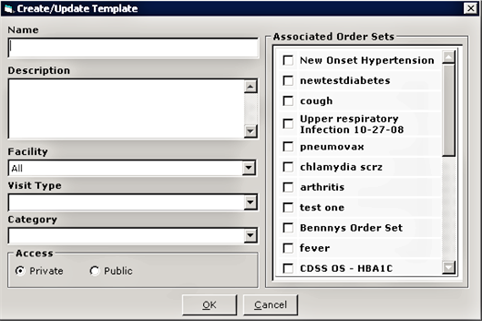 Create/Update Template
Name
Description
Facility
All
Visit Type
Category
Access
Private
Public
Associated Order Sets
New Onset Hypertension
newtestdiabetes
cough
Upper respiratory
Infection 10-27-08
pneumovax
chlamydia scrz
arthritis
test one
Bennnys Order Set
fever
CDSS OS - HBA1C
OK
Cancel